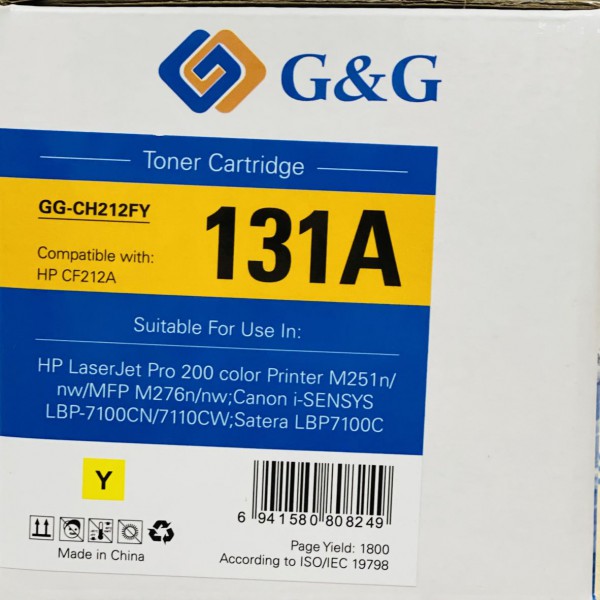 G&G
Toner Cartridge
GG-CH212FY
131A
Compatible with:
HP CF212A
Suitable For Use In:
HP LaserJet Pro 200 color Printer M251n/
nw/MFP M276n/nw;Canon i-SENSYS
LBP-7100CN/7110CW;Satera LBP7100C
Y
6 941580 808249
Made in China
Page Yield: 1800
According to ISO/IEC 19798